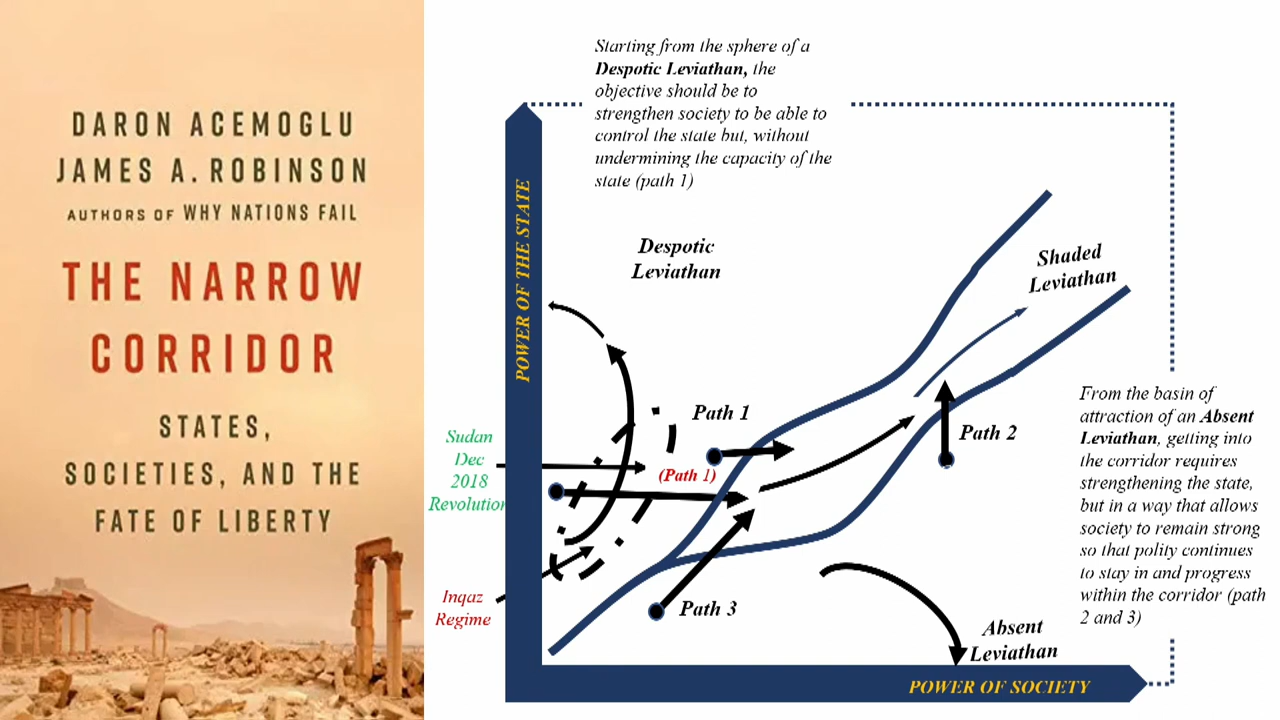 DARON ACEMOGLU
JAMES A. ROBINSON
AUTHORS OF WHY NATIONS FAIL
THE NARROW
CORRIDOR
STATES,
SOCIETIES, AND THE
FATE OF LIBERTY
Starting from the sphere of a
Despotic Leviathan, the
objective should be to
strengthen society to be able to
control the state but, without
undermining the capacity of the
state (path 1)
POWER OF THE STATE
Despotic
Leviathan
Shaded
Leviathan
Path 1
(Path 1)
Path 2
Sudan
Dec
2018
Revolution
Inqaz
Regime
Path 3
From the basin of
attraction of an Absent
Leviathan, getting into
the corridor requires
strengthening the state,
but in a way that allows
society to remain strong
so that polity continues
to stay in and progress
within the corridor (path
2 and 3)
Absent
Leviathan
POWER OF SOCIETY